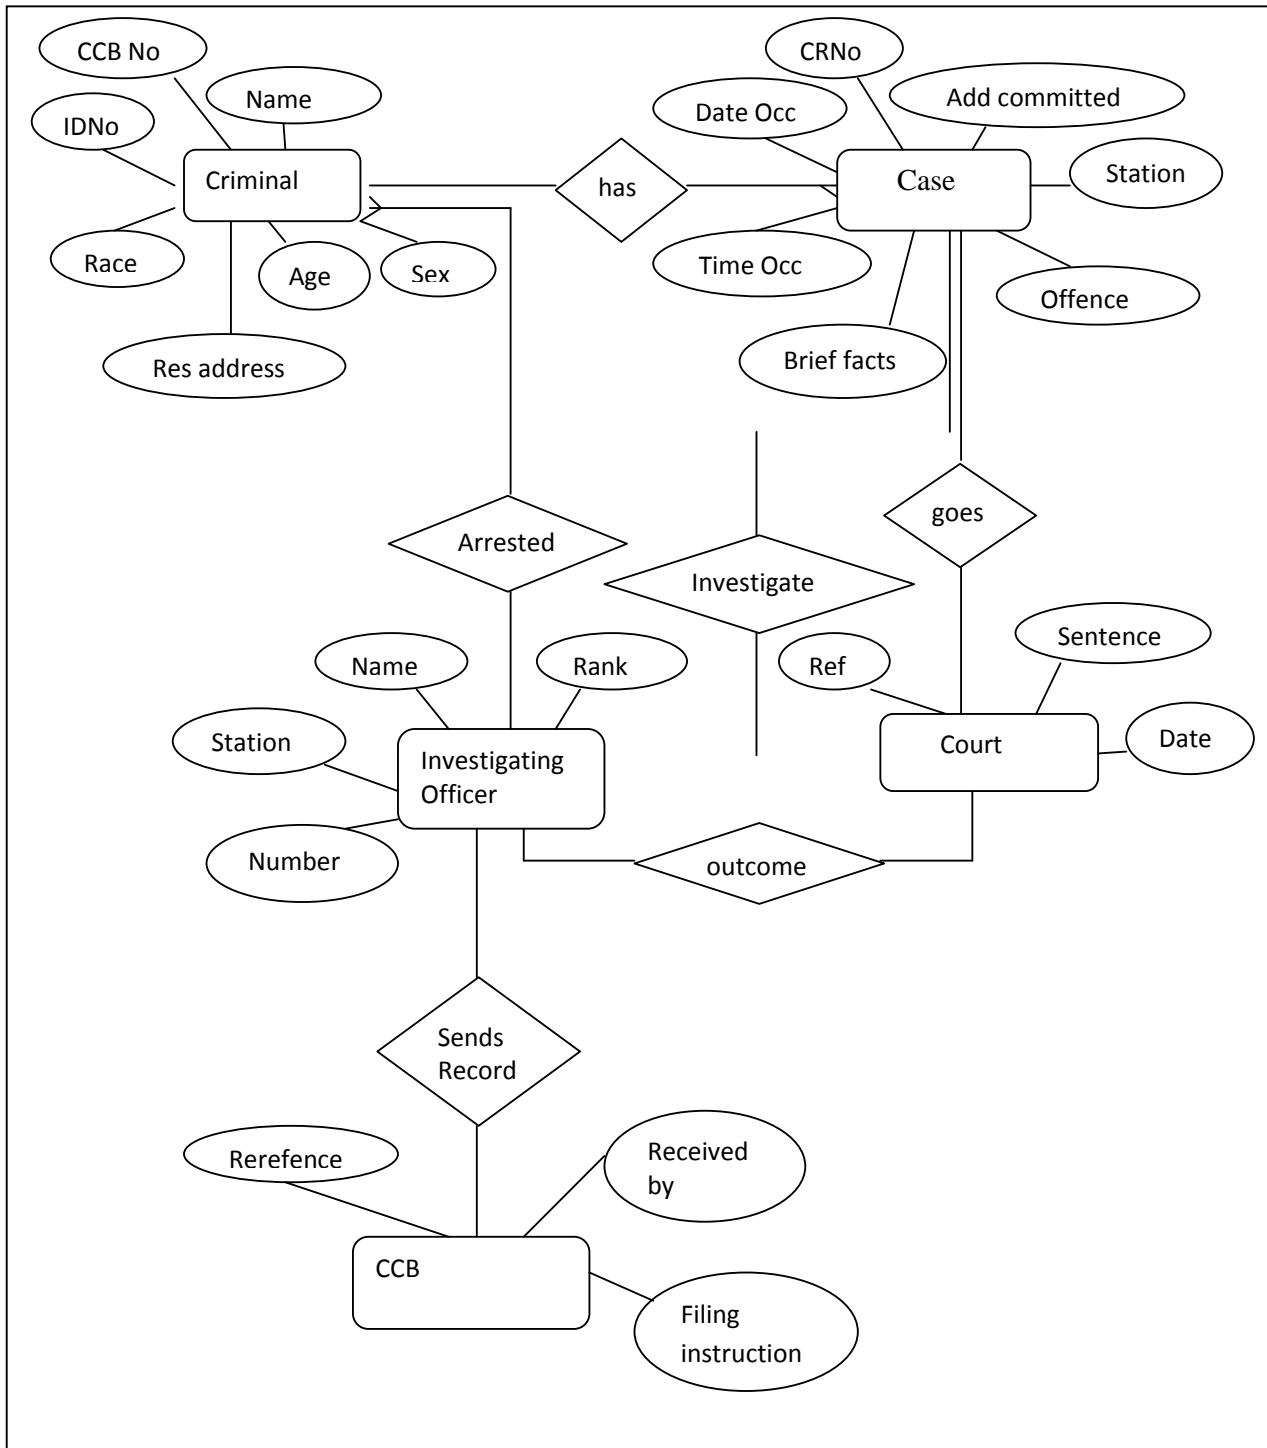 CCB No
CRNo
Name
Add committed
Date Occ
IDNo
Criminal
has
Case
Station
Race
Age
Sex
Time Occ
Offence
Res address
Brief facts
goes
Arrested
Investigate
Name
Rank
Ref
Sentence
Station
Investigating
Officer
Court
Date
Number
outcome
Sends
Record
Rerefence
Received
by
CCB
Filing
instruction